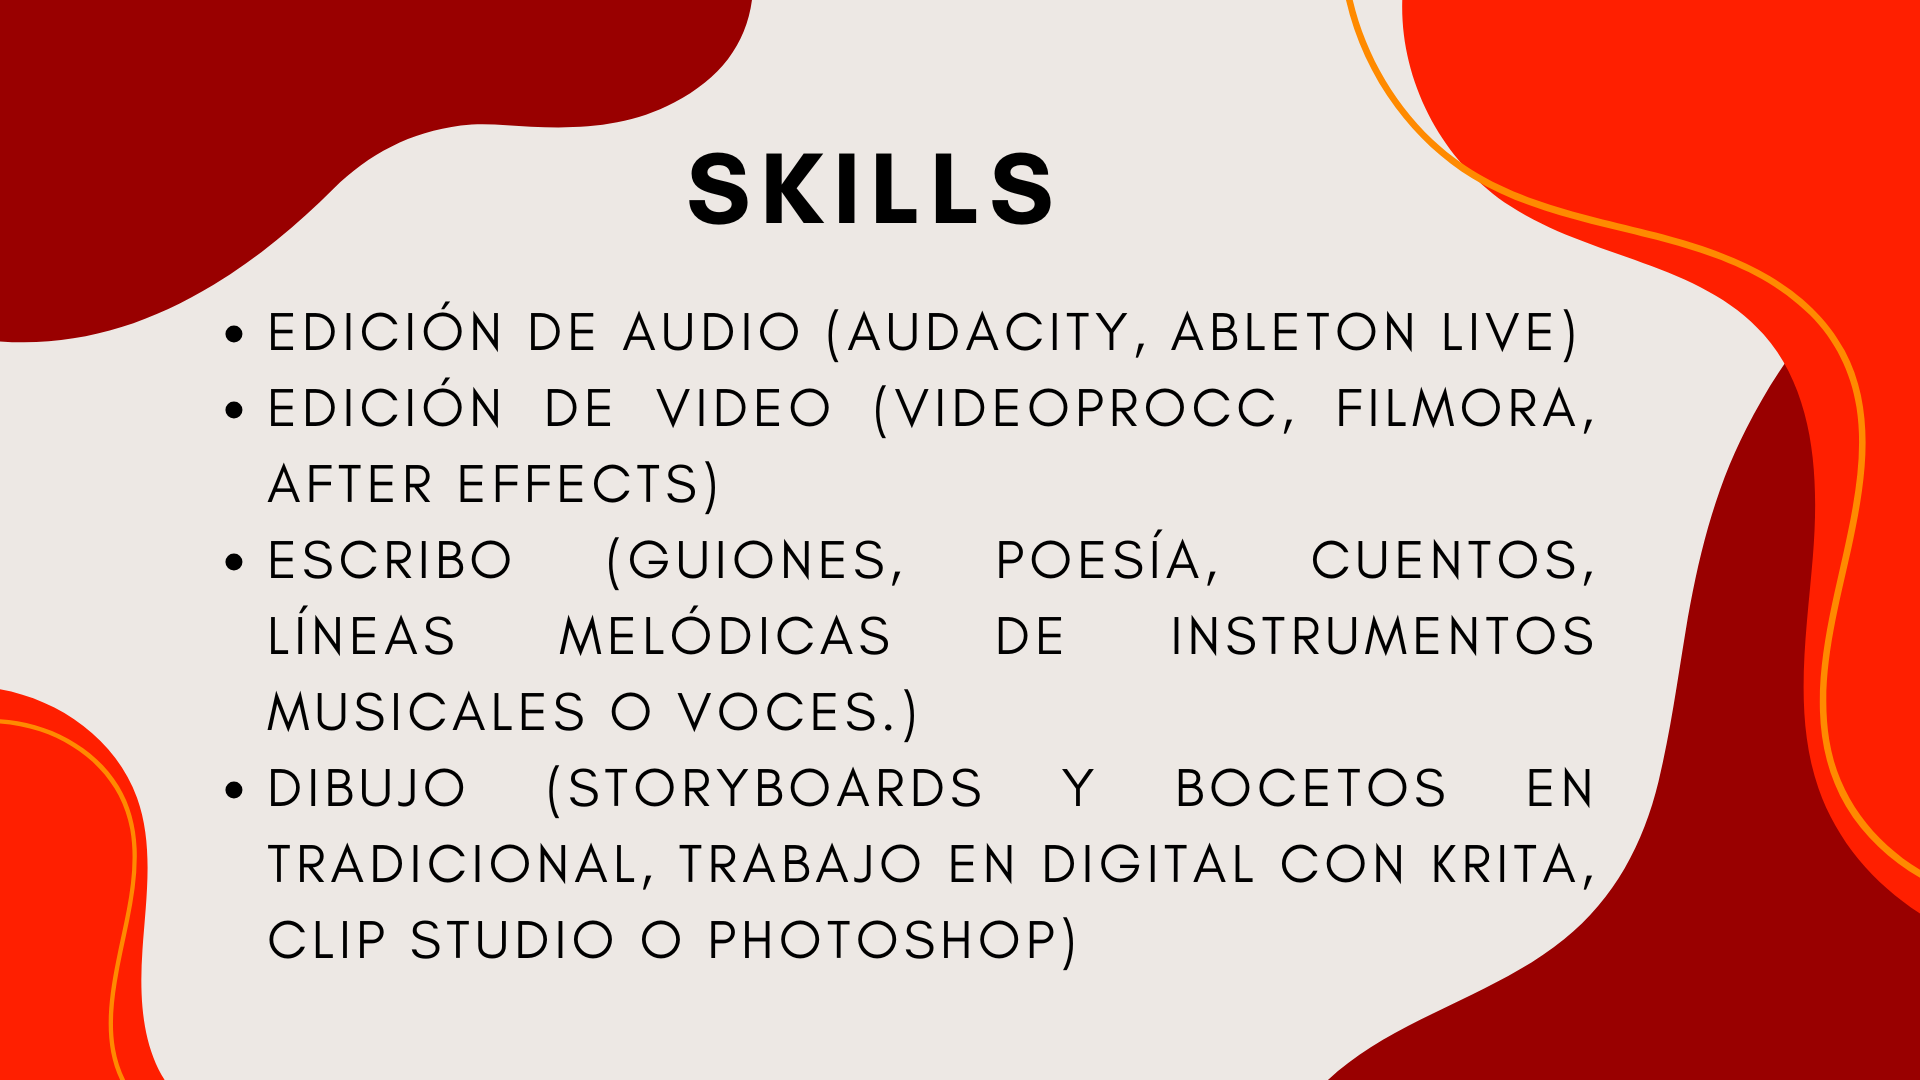 SKILLS
• EDICIÓN DE AUDIO (AUDACITY, ABLETON LIVE)
• EDICIÓN DE VIDEO (VIDEOPROCC, FILMORA,
AFTER EFFECTS)
• ESCRIBO (GUIONES, POESÍA, CUENTOS,
LÍNEAS MELÓDICAS DE INSTRUMENTOS
MUSICALES O VOCES.)
• DIBUJO (STORYBOARDS Y BOCETOS EN
TRADICIONAL, TRABAJO EN DIGITAL CON KRITA,
CLIP STUDIO O PHOTOSHOP)